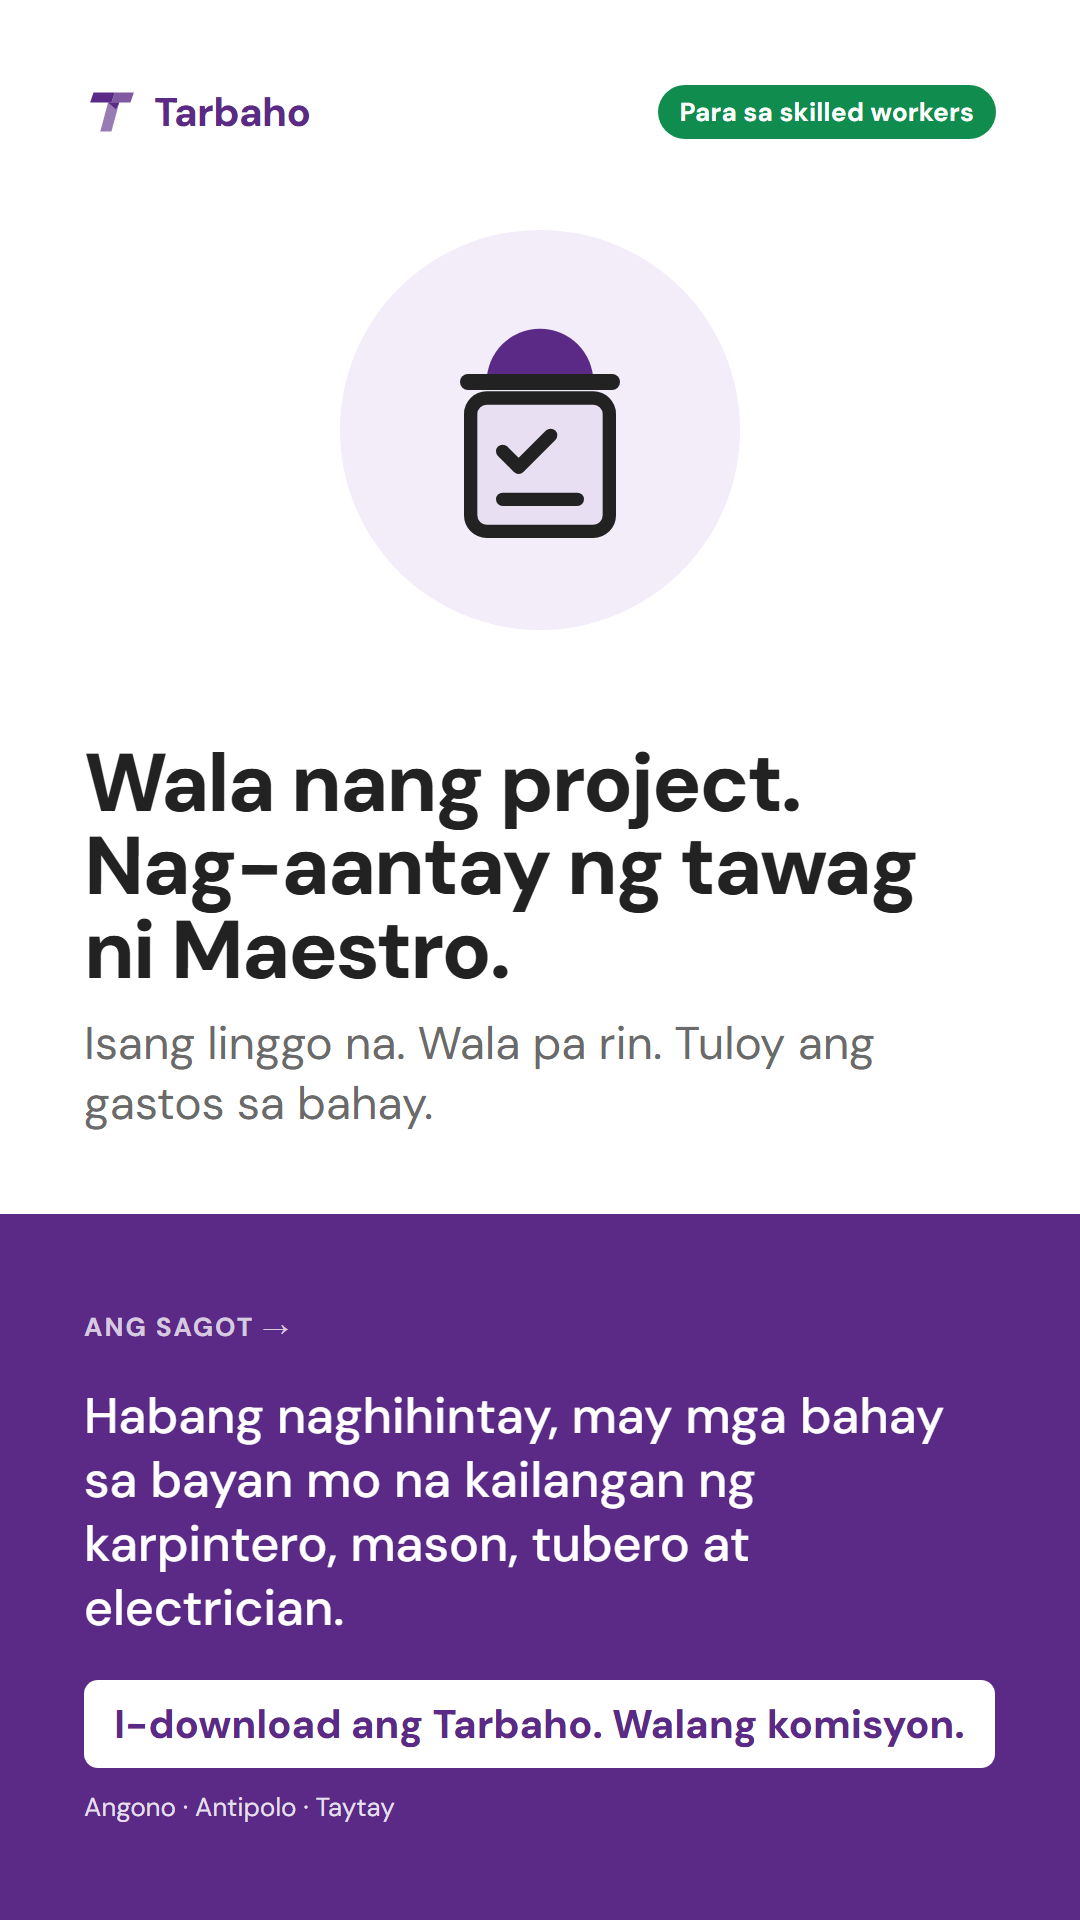 Tarbaho
Para sa skilled workers
Wala nang project.
Nag-aantay ng tawag
ni Maestro.
Isang linggo na. Wala pa rin. Tuloy ang
gastos sa bahay.
ANG SAGOT →
Habang naghihintay, may mga bahay
sa bayan mo na kailangan ng
karpintero, mason, tubero at
electrician.
I-download ang Tarbaho. Walang komisyon.
Angono · Antipolo · Taytay